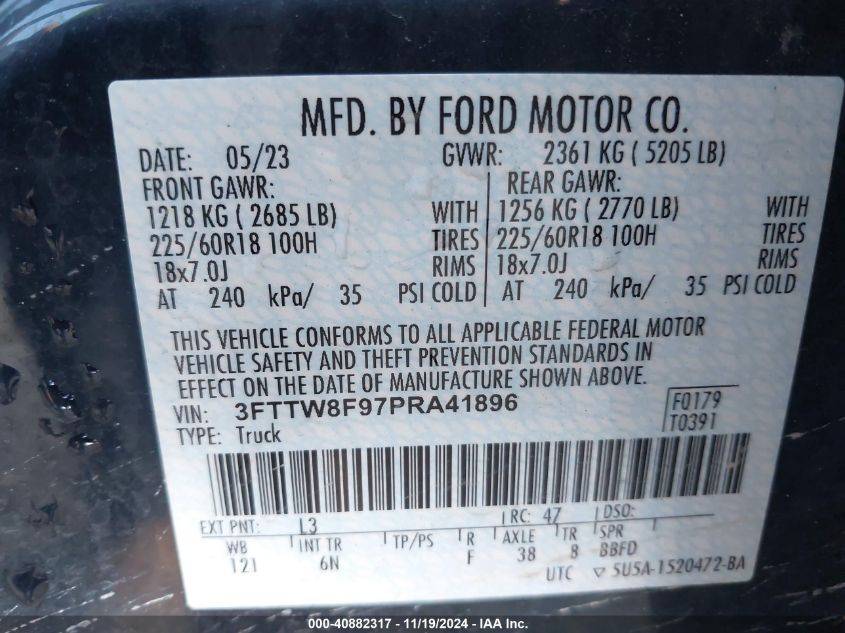 MFD. BY FORD MOTOR CO.
DATE: 05/23 GVWR: 2361 KG ( 5205 LB)
FRONT GAWR: REAR GAWR:
1218 KG ( 2685 LB) WITH 1256 KG ( 2770 LB) WITH
225/60R18 100H TIRES 225/60R18 100H TIRES
18x7.0J RIMS 18x7.0J RIMS
AT 240 kPa/ 35 PSI COLD AT 240 kPa/ 35 PSI COLD
THIS VEHICLE CONFORMS TO ALL APPLICABLE FEDERAL MOTOR
VEHICLE SAFETY AND THEFT PREVENTION STANDARDS IN
EFFECT ON THE DATE OF MANUFACTURE SHOWN ABOVE.
VIN: 3FTTW8F97PRA41896 F0179
TYPE: Truck T0391
EXT PNT: L3 RC: 47 DSO:
WB INT TR TP/PS R AXLE TR SPR
121 6N F 38 8 BBFD
UTC ▽ 5U5A-1520472-BA
000-40882317 - 11/19/2024 - IAA Inc.